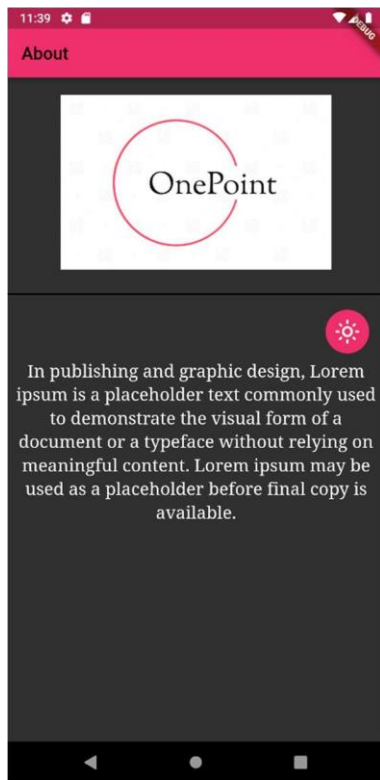 11:39
DEBUG
About
OnePoint
In publishing and graphic design, Lorem
ipsum is a placeholder text commonly used
to demonstrate the visual form of a
document or a typeface without relying on
meaningful content. Lorem ipsum may be
used as a placeholder before final copy is
available.